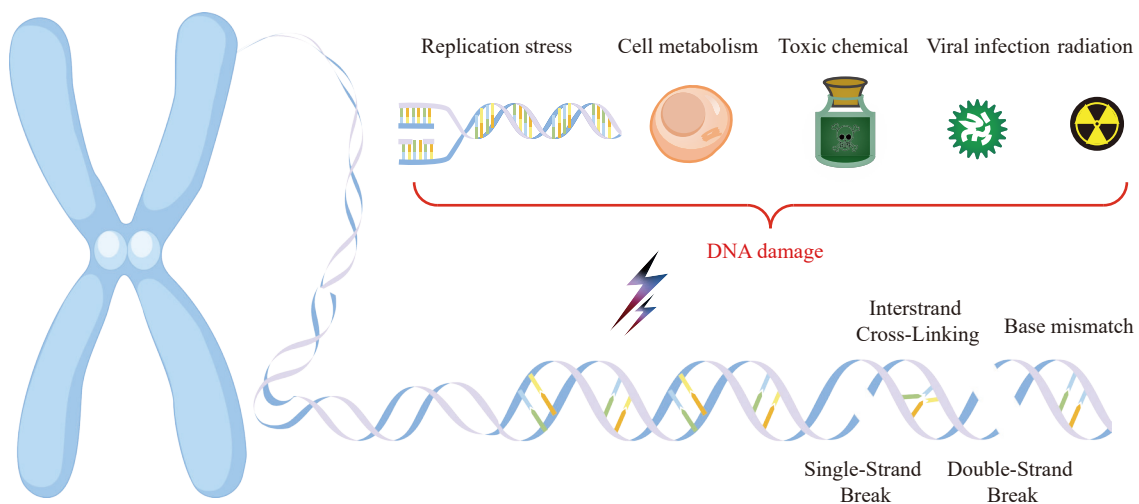 Replication stress
Cell metabolism
Toxic chemical
Viral infection
radiation
DNA damage
Interstrand
Cross-Linking
Base mismatch
Single-Strand
Break
Double-Strand
Break